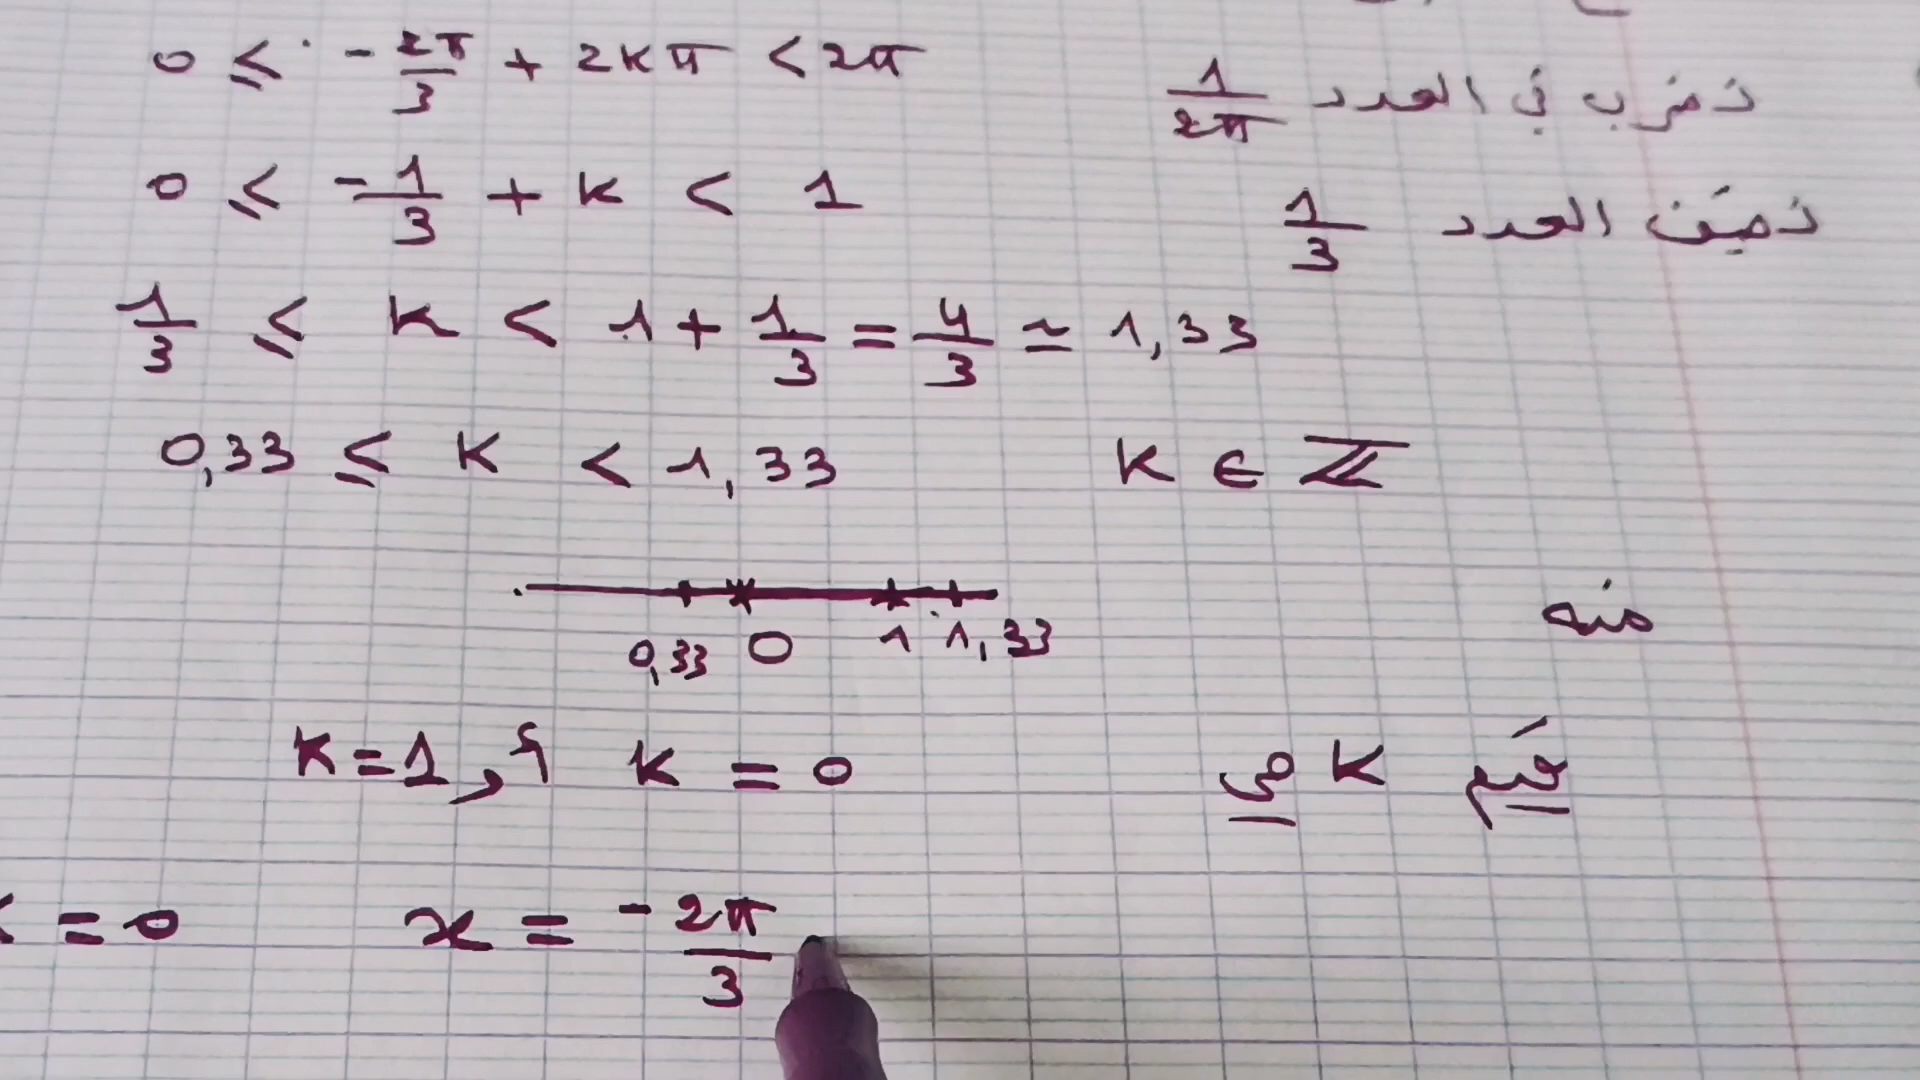 0 ≤ - 2π/3 + 2kπ < 2π نضرب في العدد 1/2π
0 ≤ - 1/3 + k < 1 نضيف العدد 1/3
1/3 ≤ k < 1 + 1/3 = 4/3 ≃ 1,33
0,33 ≤ k < 1,33 k ∈ ℤ
0,33 0 1 1,33 منه
قيم k هي k = 0 أو k = 1
= 0 x = - 2π/3